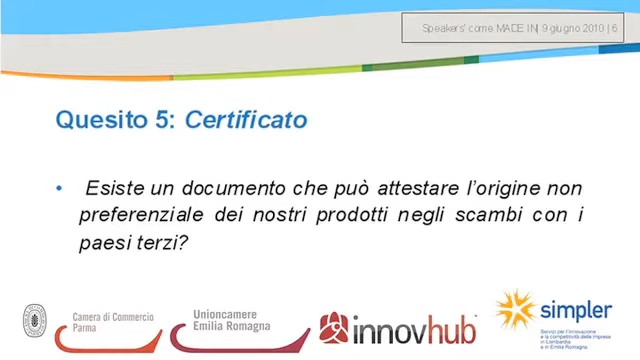 Speakers' come MADE IN| 9 giugno 2010 | 6
Quesito 5: Certificato
• Esiste un documento che può attestare l'origine non
preferenziale dei nostri prodotti negli scambi con i
paesi terzi?
Camera di Commercio
Parma
Unioncamere
Emilia Romagna
innovhub
simpler
Servizi per l'innovazione
e la competitività delle imprese
in Lombardia
e in Emilia Romagna